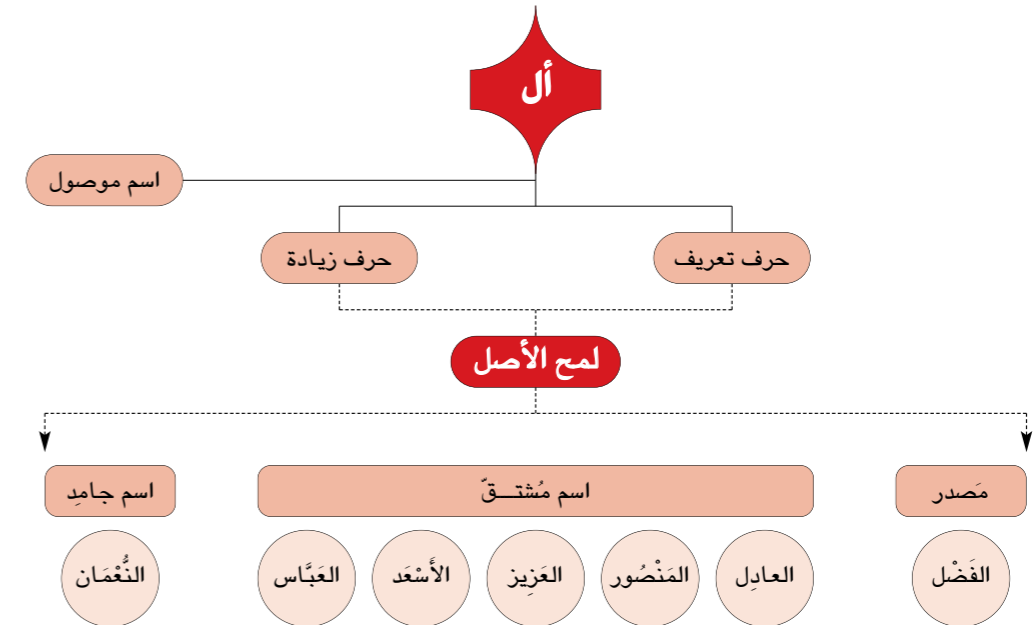 أل
اسم موصول
حرف تعريف
حرف زيادة
لمح الأصل
مَصدر
اسم مُشتــقّ
اسم جامِد
الفَضْل
العادِل
المَنْصُور
العَزِيز
الأَسْعَد
العَبَّاس
النُّعْمَان